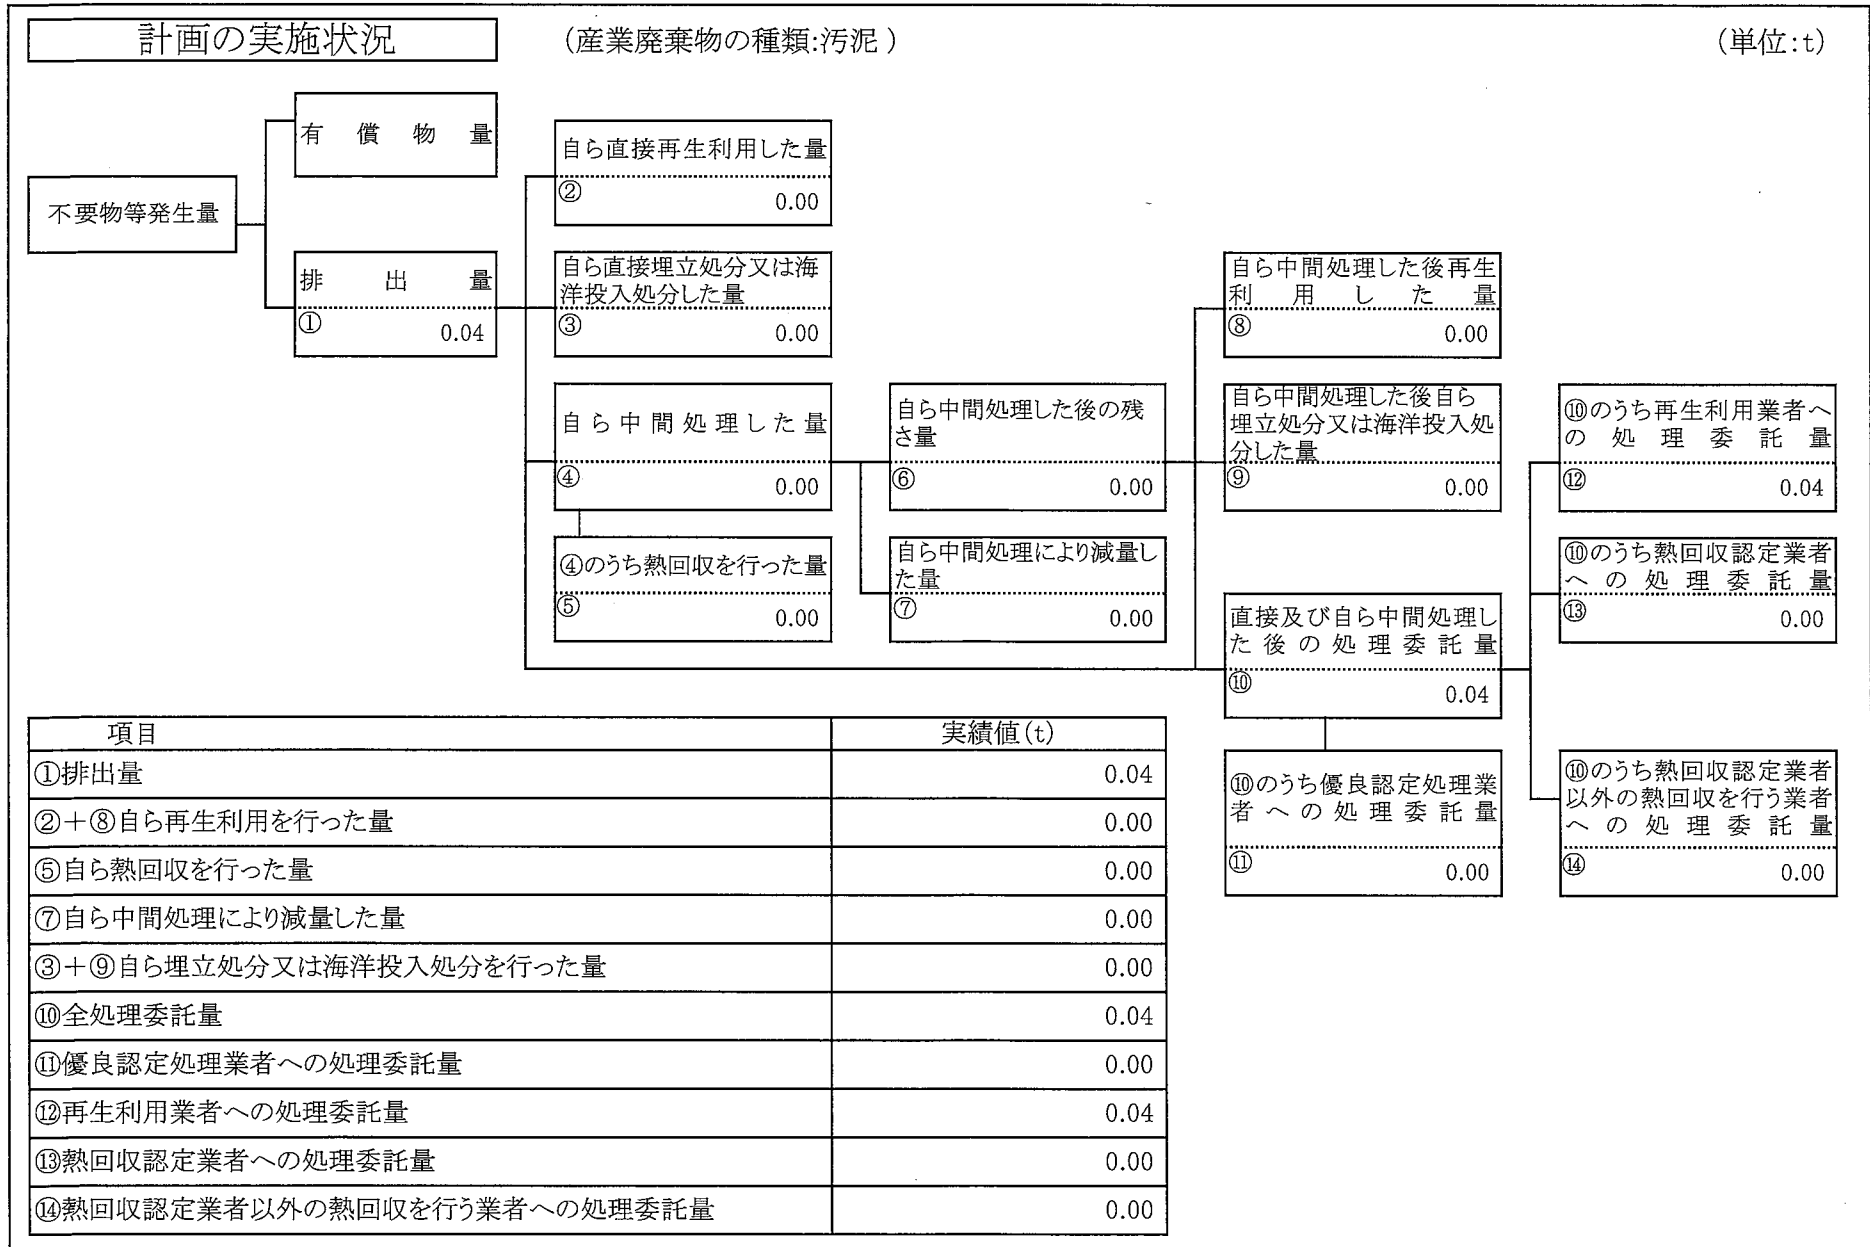 計画の実施状況
(産業廃棄物の種類:汚泥)
(単位:t)
有償物量
不要物等発生量
排出量
① 0.04
自ら直接再生利用した量
② 0.00
自ら直接埋立処分又は海
洋投入処分した量
③ 0.00
自ら中間処理した量
④ 0.00
④のうち熱回収を行った量
⑤ 0.00
自ら中間処理した後の残
さ量
⑥ 0.00
自ら中間処理により減量し
た量
⑦ 0.00
自ら中間処理した後再生
利用した量
⑧ 0.00
自ら中間処理した後自ら
埋立処分又は海洋投入処
分した量
⑨ 0.00
直接及び自ら中間処理し
た後の処理委託量
⑩ 0.04
⑩のうち優良認定処理業
者への処理委託量
⑪ 0.00
⑩のうち再生利用業者へ
の処理委託量
⑫ 0.04
⑩のうち熱回収認定業者
への処理委託量
⑬ 0.00
⑩のうち熱回収認定業者
以外の熱回収を行う業者
への処理委託量
⑭ 0.00
項目 実績値(t)
①排出量 0.04
②+⑧自ら再生利用を行った量 0.00
⑤自ら熱回収を行った量 0.00
⑦自ら中間処理により減量した量 0.00
③+⑨自ら埋立処分又は海洋投入処分を行った量 0.00
⑩全処理委託量 0.04
⑪優良認定処理業者への処理委託量 0.00
⑫再生利用業者への処理委託量 0.04
⑬熱回収認定業者への処理委託量 0.00
⑭熱回収認定業者以外の熱回収を行う業者への処理委託量 0.00